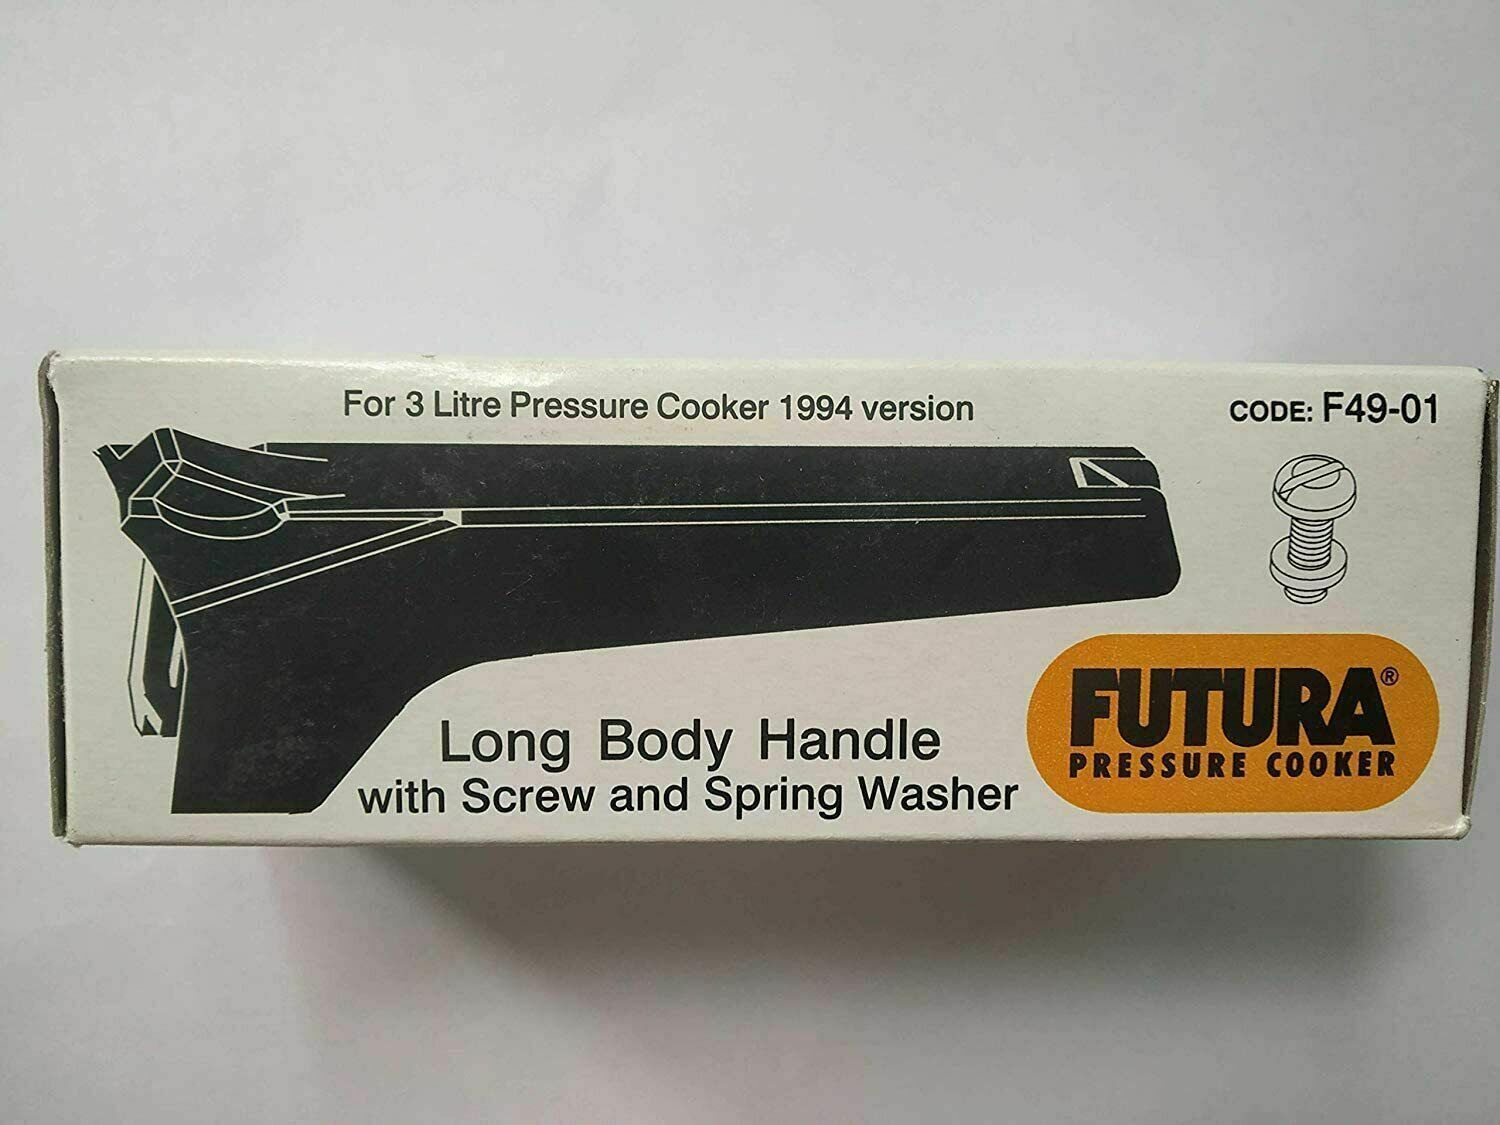 For 3 Litre Pressure Cooker 1994 version
CODE: F49-01
Long Body Handle
with Screw and Spring Washer
FUTURA®
PRESSURE COOKER